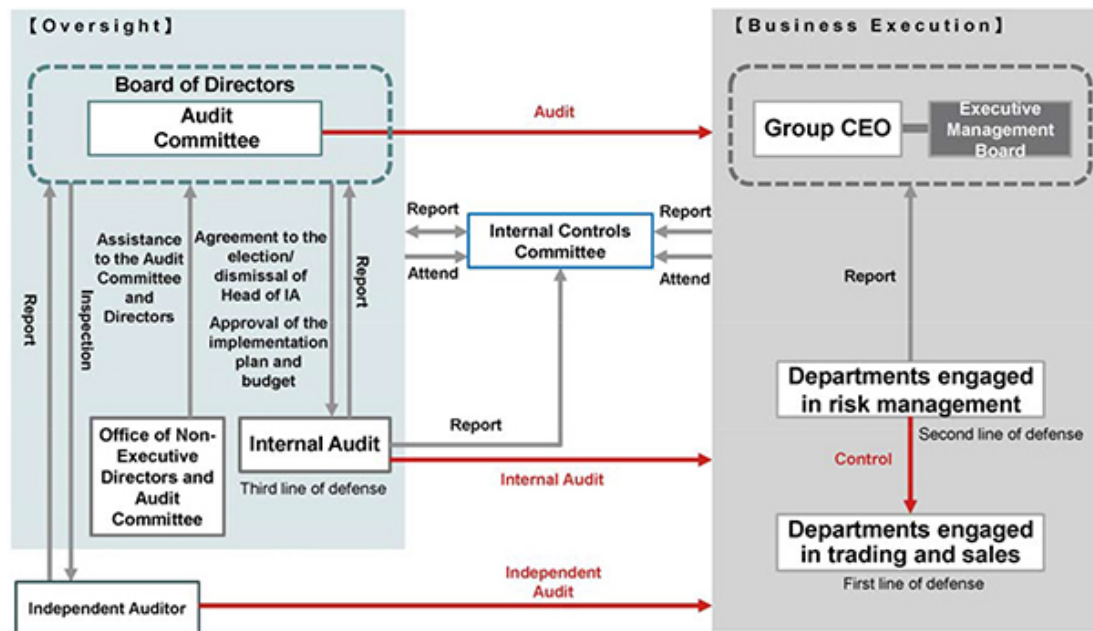 【Oversight】
Board of Directors
Audit
Committee
Report
Inspection
Assistance
to the Audit
Committee
and
Directors
Agreement to the
election/
dismissal of
Head of IA
Approval of the
implementation
plan and
budget
Report
Office of Non-
Executive
Directors and
Audit
Committee
Internal Audit
Third line of defense
Independent Auditor
Audit
Report
Attend
Internal Controls
Committee
Report
Attend
Report
Internal Audit
Independent
Audit
【Business Execution】
Group CEO
Executive
Management
Board
Report
Departments engaged
in risk management
Second line of defense
Control
Departments engaged
in trading and sales
First line of defense